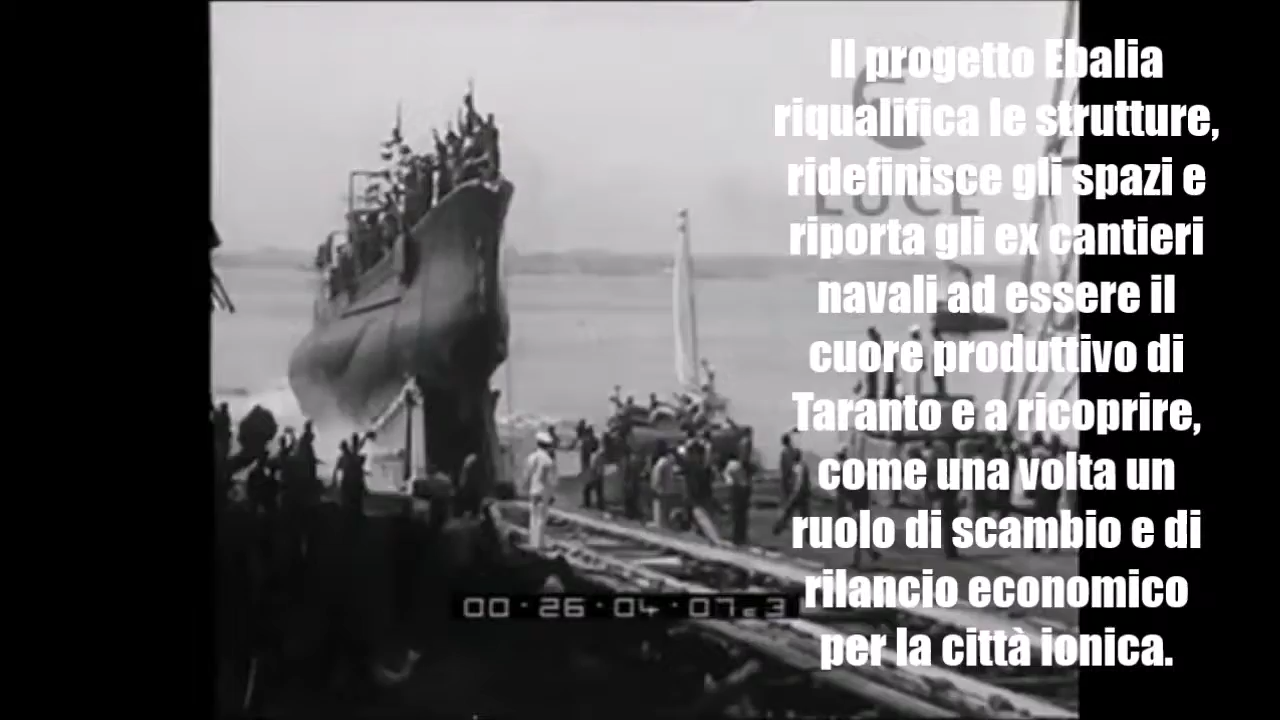 Il progetto Ebalia
riqualifica le strutture,
ridefinisce gli spazi e
riporta gli ex cantieri
navali ad essere il
cuore produttivo di
Taranto e a ricoprire,
come una volta un
ruolo di scambio e di
rilancio economico
per la città ionica.
LUCE
00·26·04·07